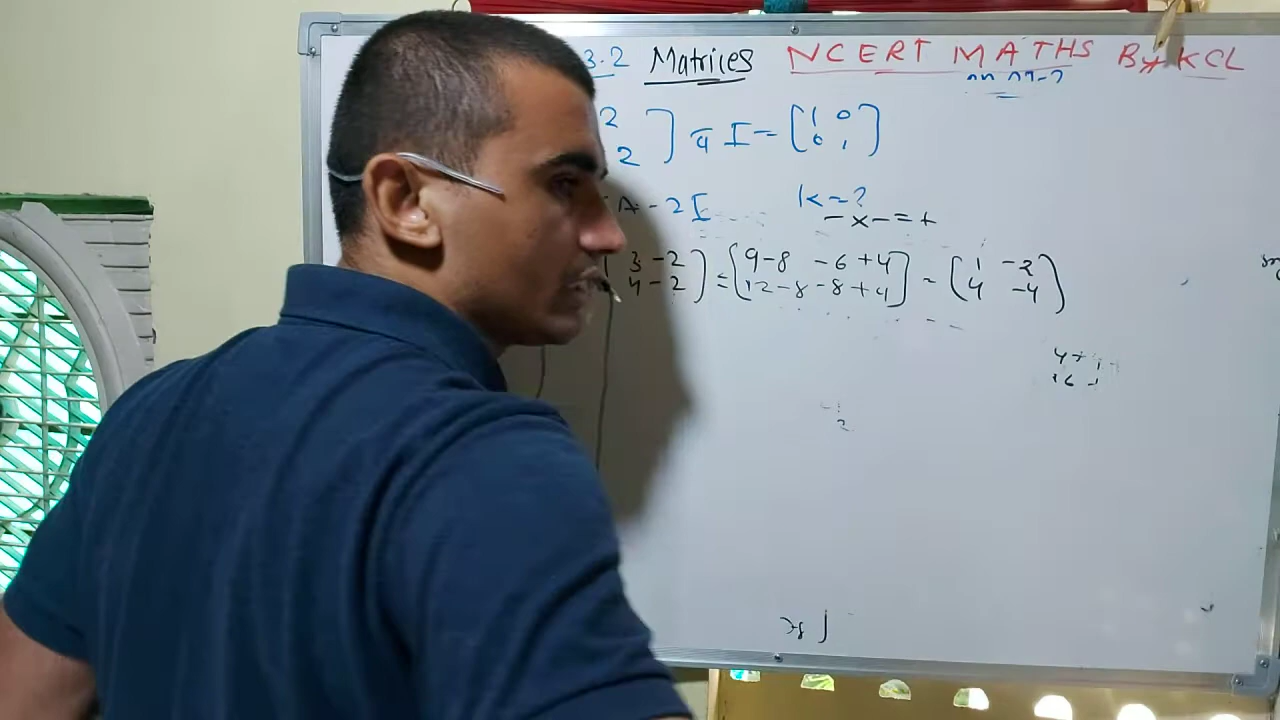 3.2 Matrices NCERT MATHS By KCL
2 ] व I = [1 0
2 ] 0 1]
A - 2I K = ?
- x - = +
3 -2 ) = [9-8 -6+4] = [1 -2
4 -2 ) [12-8 -8+4] 4 -4)
2